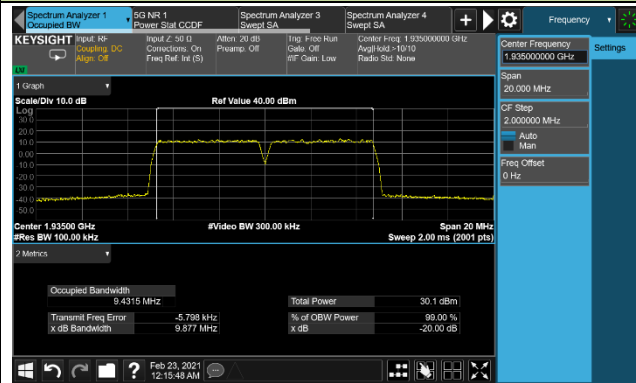 Spectrum Analyzer 1
Occupied BW
5G NR 1
Power Stat CCDF
Spectrum Analyzer 3
Swept SA
Spectrum Analyzer 4
Swept SA
Frequency
KEYSIGHT
Input: RF
Coupling: DC
Align: Off
Input Z: 50 Ω
Corrections: On
Freq Ref: Int (S)
Atten: 20 dB
Preamp: Off
Trig: Free Run
Gate: Off
#IF Gain: Low
Center Freq: 1.935000000 GHz
Avg|Hold:>10/10
Radio Std: None
Center Frequency
1.935000000 GHz
Settings
Span
20.000 MHz
CF Step
2.000000 MHz
Auto
Man
Freq Offset
0 Hz
1 Graph
Scale/Div 10.0 dB
Ref Value 40.00 dBm
Log
30.0
20.0
10.0
0.00
-10.0
-20.0
-30.0
-40.0
-50.0
Center 1.93500 GHz
#Video BW 300.00 kHz
Span 20 MHz
#Res BW 100.00 kHz
Sweep 2.00 ms (2001 pts)
2 Metrics
Occupied Bandwidth
9.4315 MHz
Total Power
30.1 dBm
Transmit Freq Error
-5.798 kHz
% of OBW Power
99.00 %
x dB Bandwidth
9.877 MHz
x dB
-20.00 dB
?
Feb 23, 2021
12:15:48 AM